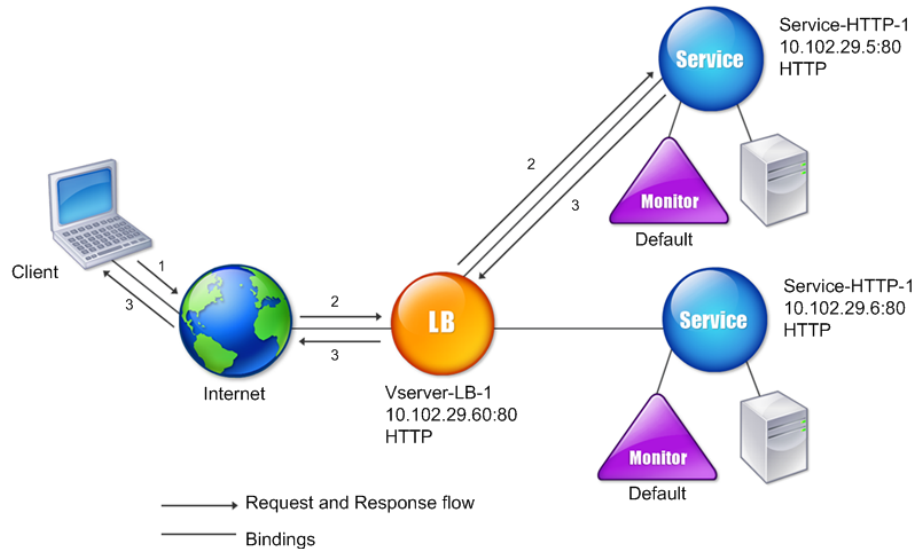 Service-HTTP-1
10.102.29.5:80
HTTP
Service
2
3
Monitor
Default
Client
1
3
2
3
Internet
LB
Vserver-LB-1
10.102.29.60:80
HTTP
Service-HTTP-1
10.102.29.6:80
HTTP
Service
Monitor
Default
Request and Response flow
Bindings